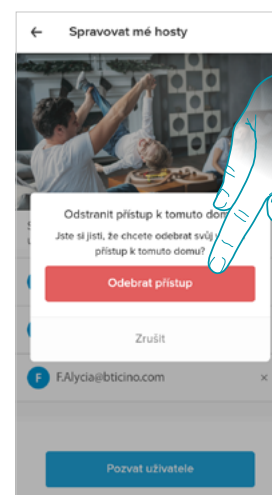 Spravovat mé hosty
Odstranit přístup k tomuto
Jste si jisti, že chcete odebrat svůj
přístup k tomuto domu?
Odebrat přístup
Zrušit
F F.Alycia@bticino.com ×
Pozvat uživatele